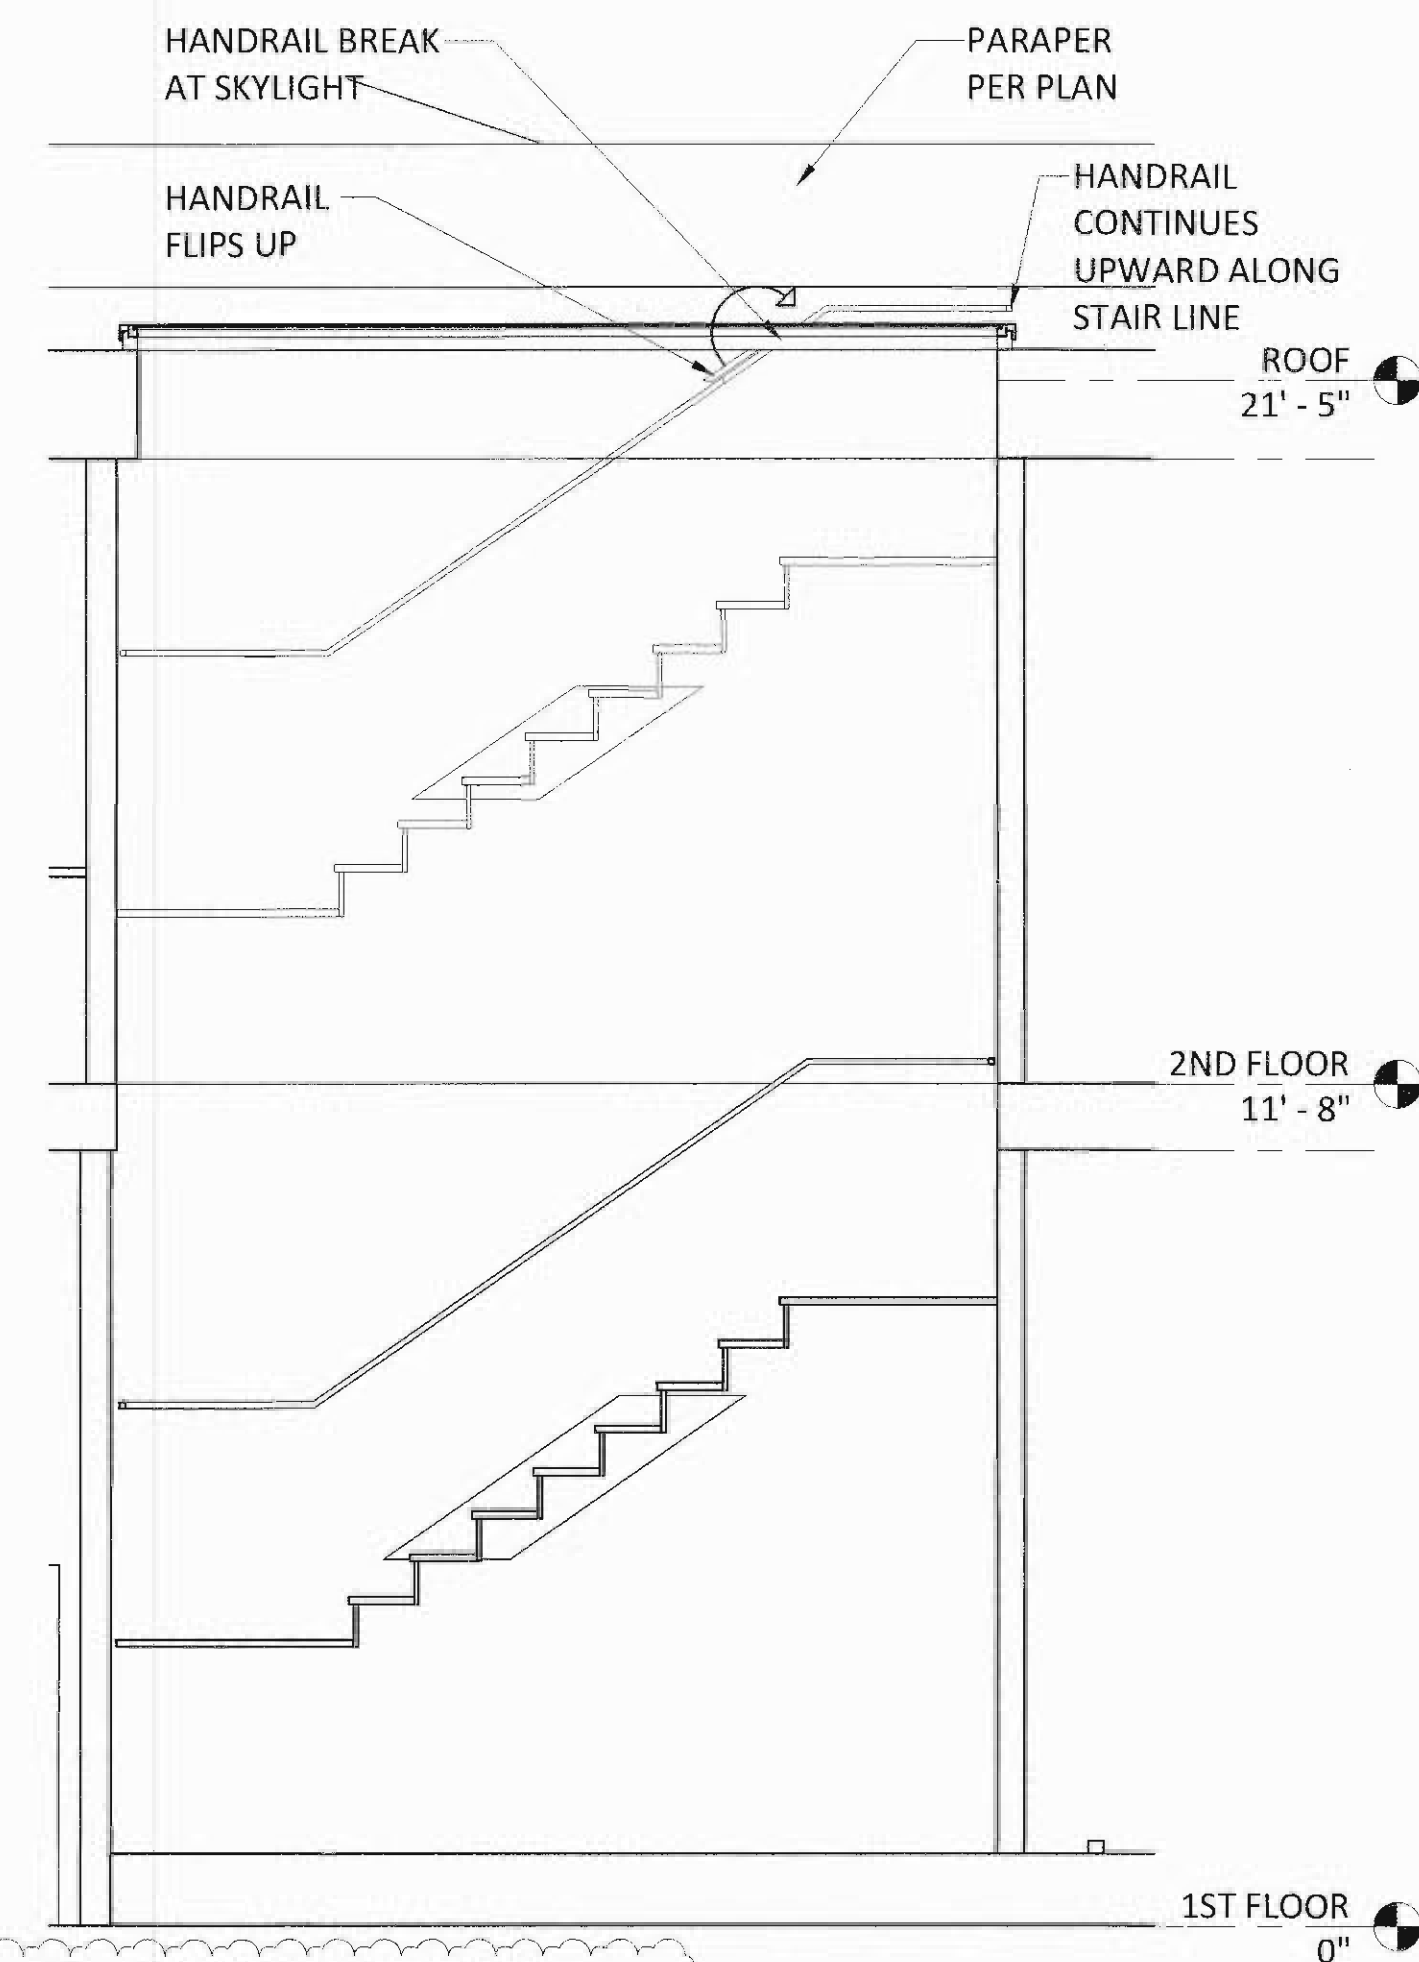 HANDRAIL BREAK
AT SKYLIGHT
PARAPER
PER PLAN
HANDRAIL
FLIPS UP
HANDRAIL
CONTINUES
UPWARD ALONG
STAIR LINE
ROOF
21' - 5"
2ND FLOOR
11' - 8"
1ST FLOOR
0"